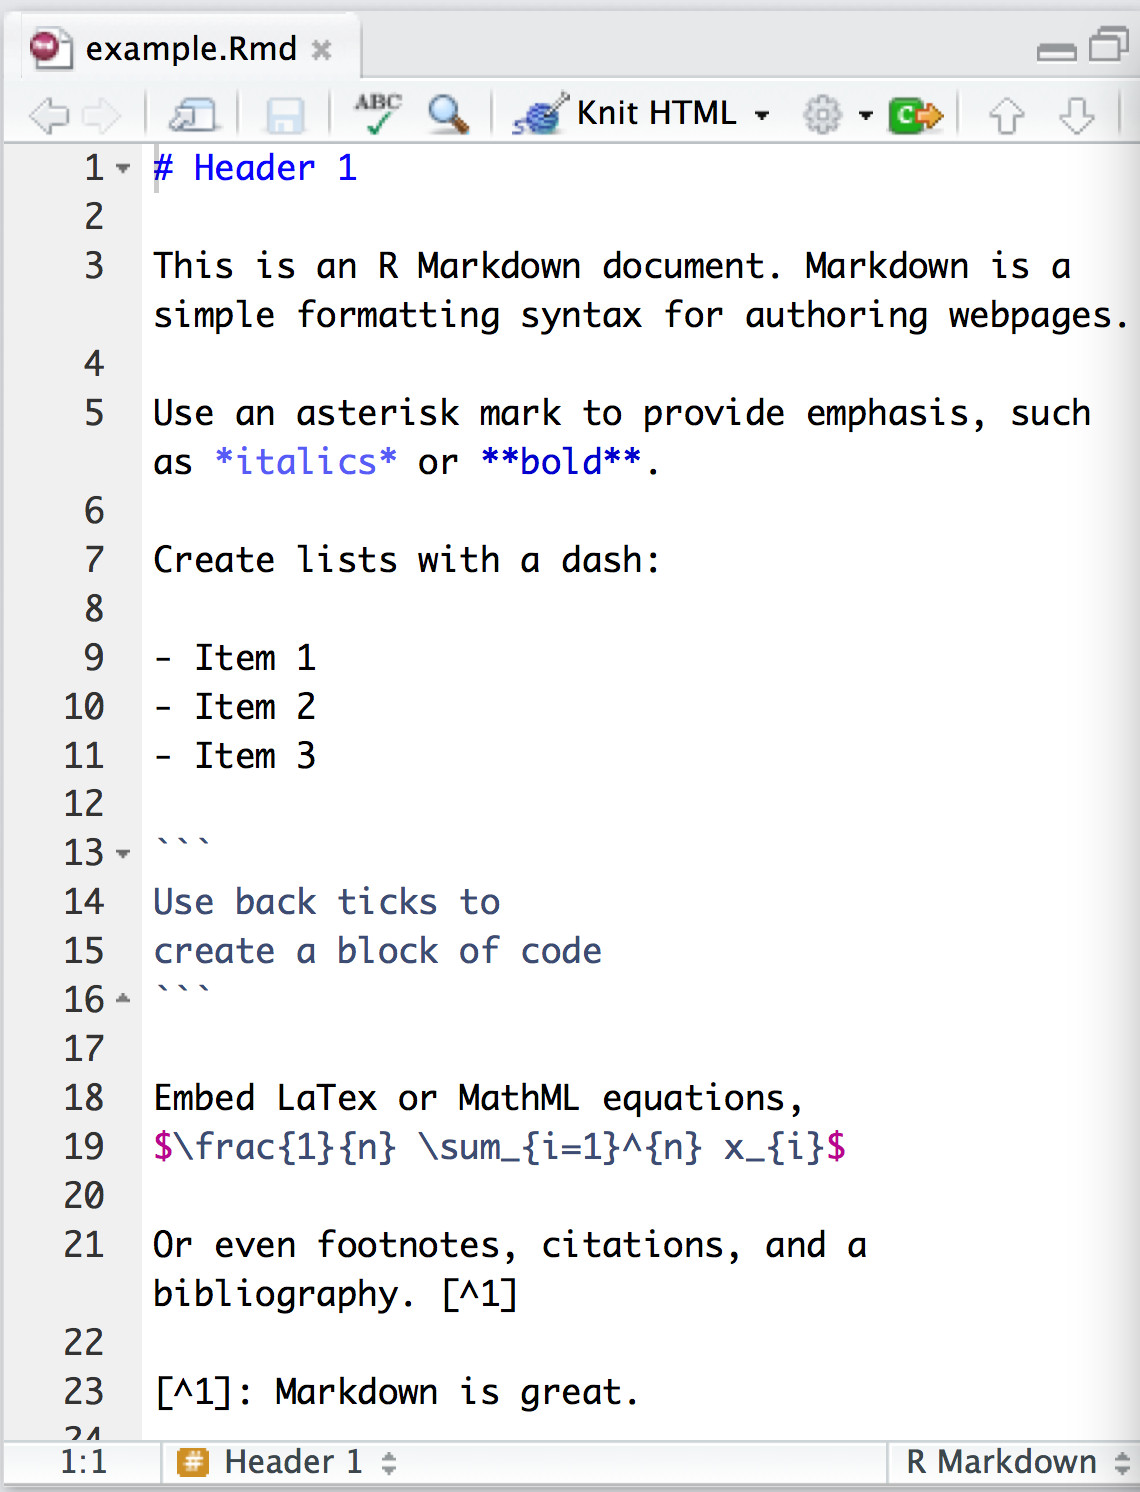 example.Rmd
ABC
Knit HTML
C
1 # Header 1
2
3 This is an R Markdown document. Markdown is a
simple formatting syntax for authoring webpages.
4
5 Use an asterisk mark to provide emphasis, such
as *italics* or **bold**.
6
7 Create lists with a dash:
8
9 - Item 1
10 - Item 2
11 - Item 3
12
13 ```
14 Use back ticks to
15 create a block of code
16 ```
17
18 Embed LaTex or MathML equations,
19 $\frac{1}{n} \sum_{i=1}^{n} x_{i}$
20
21 Or even footnotes, citations, and a
bibliography. [^1]
22
23 [^1]: Markdown is great.
24
1:1 # Header 1 R Markdown